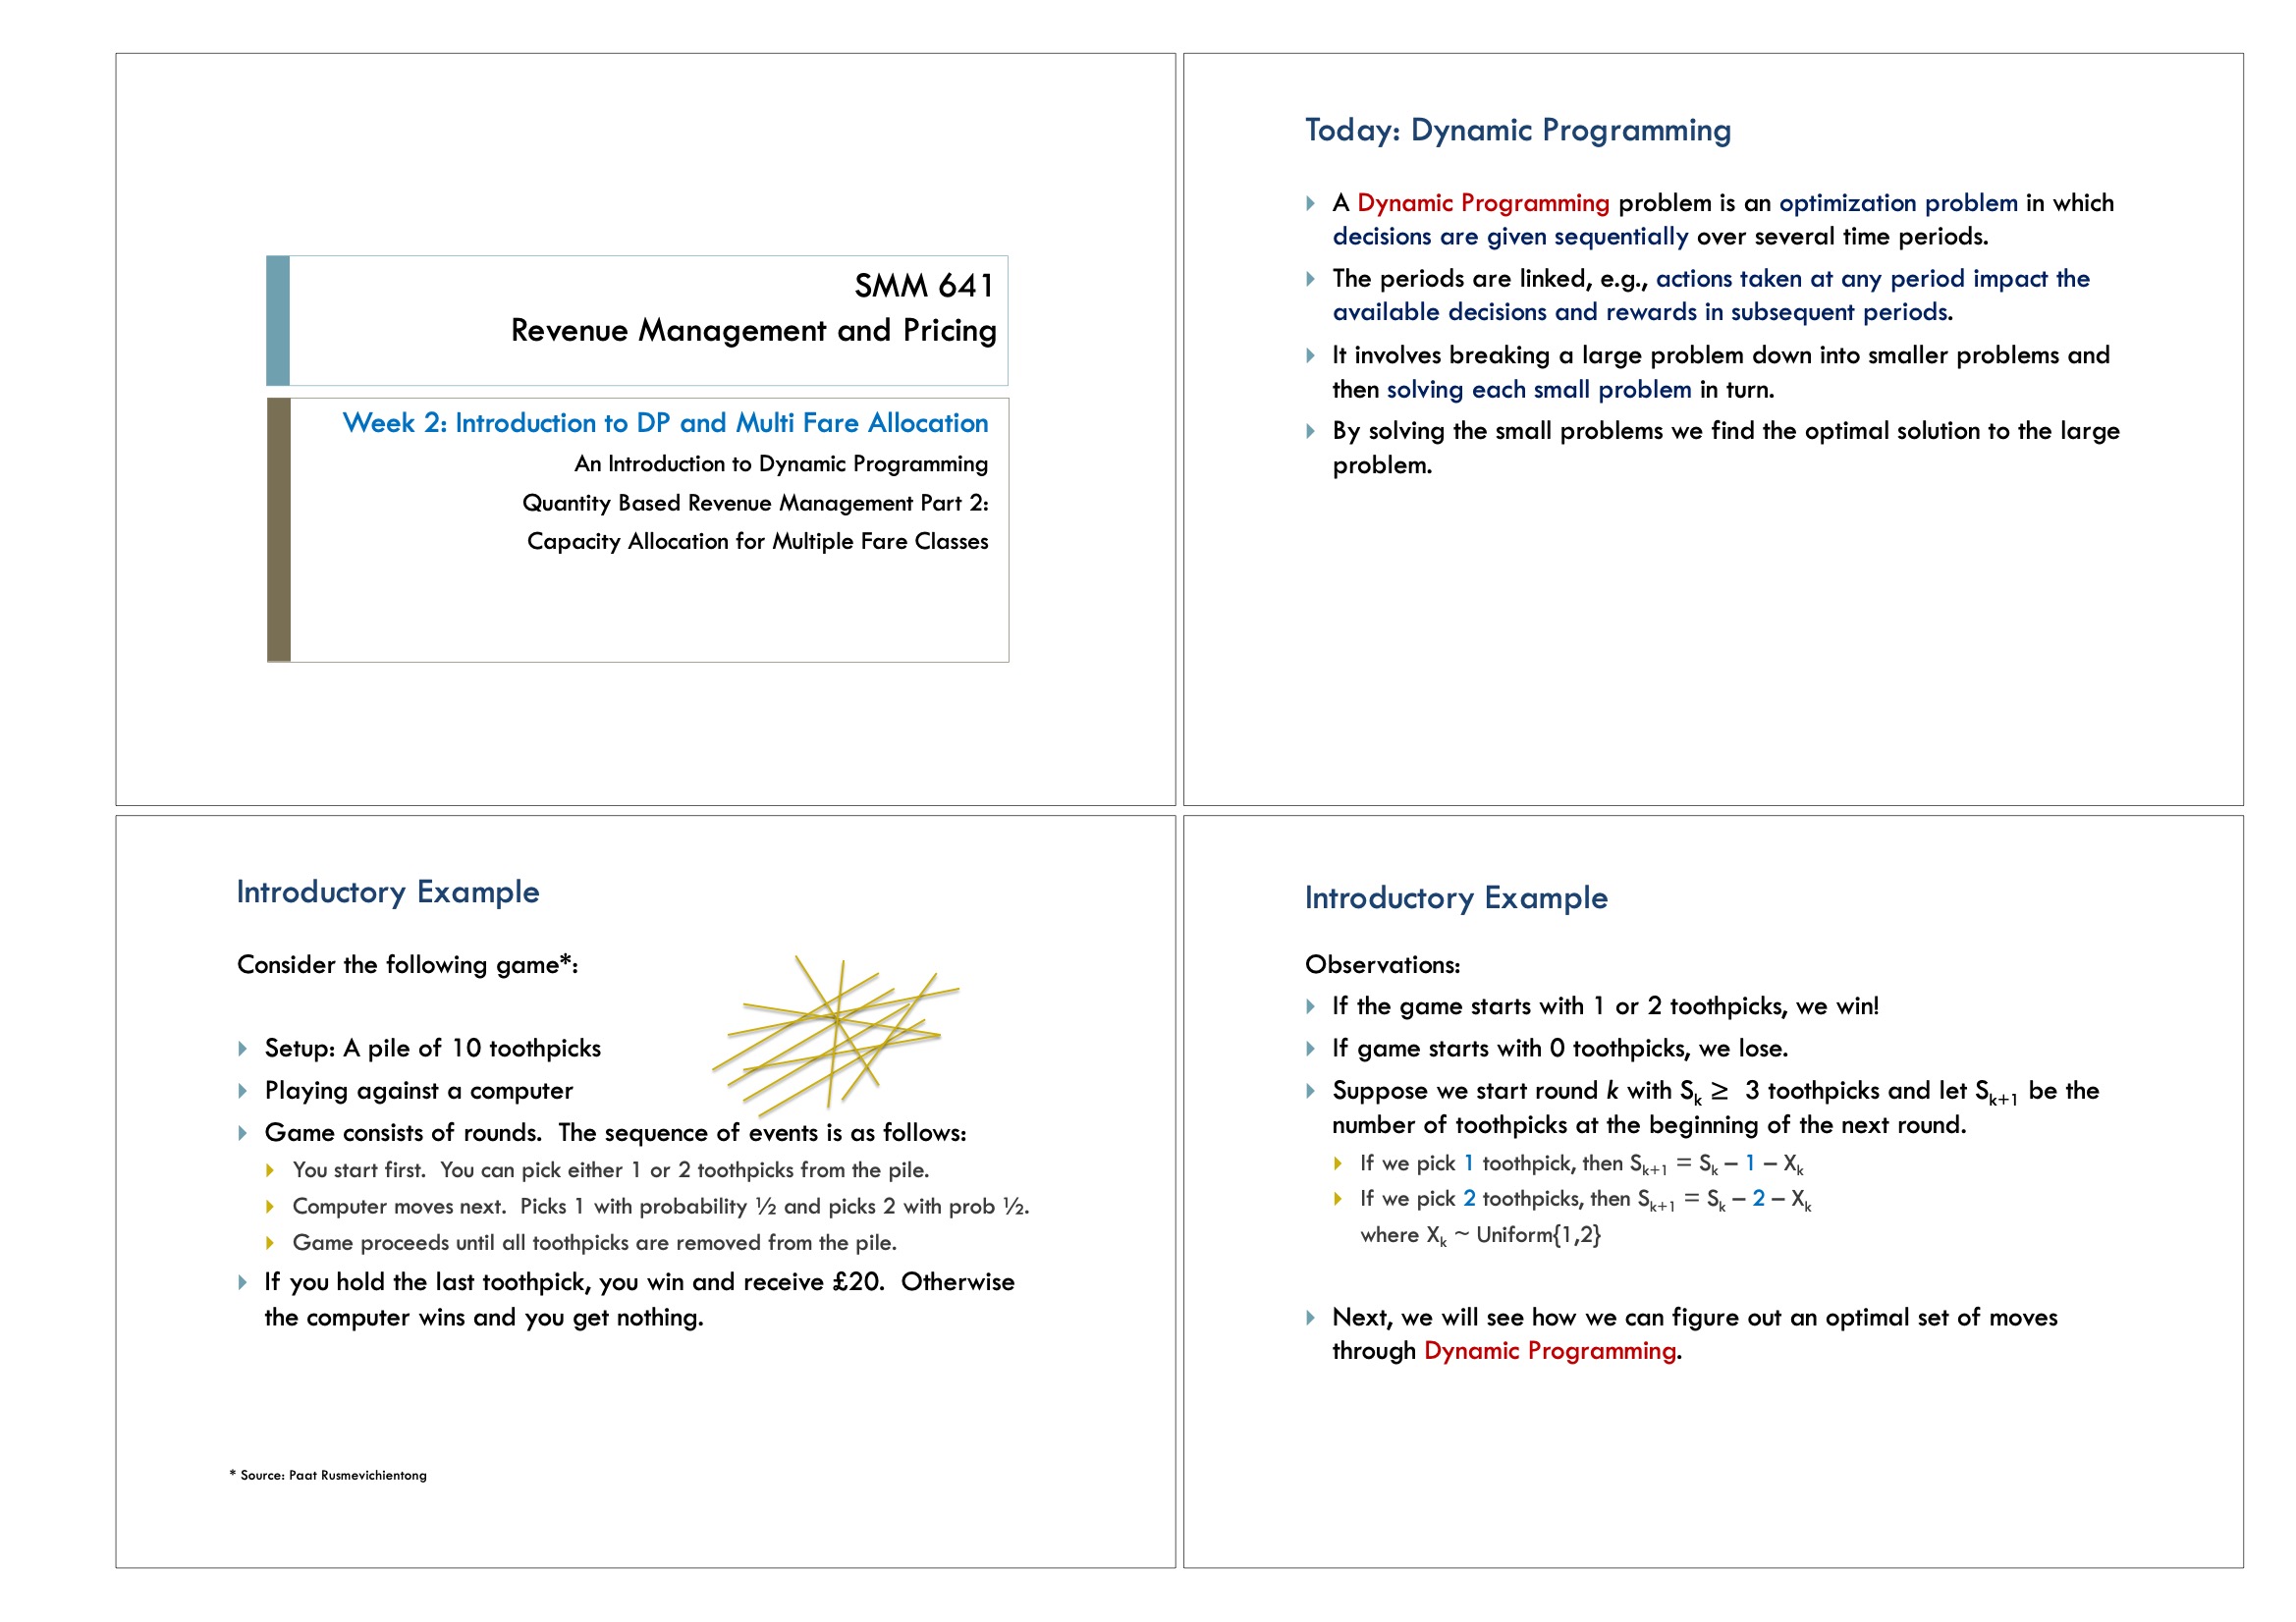 SMM 641
Revenue Management and Pricing
Week 2: Introduction to DP and Multi Fare Allocation
An Introduction to Dynamic Programming
Quantity Based Revenue Management Part 2:
Capacity Allocation for Multiple Fare Classes
Today: Dynamic Programming
A Dynamic Programming problem is an optimization problem in which
decisions are given sequentially over several time periods.
The periods are linked, e.g., actions taken at any period impact the
available decisions and rewards in subsequent periods.
It involves breaking a large problem down into smaller problems and
then solving each small problem in turn.
By solving the small problems we find the optimal solution to the large
problem.
Introductory Example
Consider the following game*:
Setup: A pile of 10 toothpicks
Playing against a computer
Game consists of rounds. The sequence of events is as follows:
You start first. You can pick either 1 or 2 toothpicks from the pile.
Computer moves next. Picks 1 with probability ½ and picks 2 with prob ½.
Game proceeds until all toothpicks are removed from the pile.
If you hold the last toothpick, you win and receive £20. Otherwise
the computer wins and you get nothing.
* Source: Paat Rusmevichientong
Introductory Example
Observations:
If the game starts with 1 or 2 toothpicks, we win!
If game starts with 0 toothpicks, we lose.
Suppose we start round k with Sk ≥ 3 toothpicks and let Sk+1 be the
number of toothpicks at the beginning of the next round.
If we pick 1 toothpick, then Sk+1 = Sk – 1 – Xk
If we pick 2 toothpicks, then Sk+1 = Sk – 2 – Xk
where Xk ~ Uniform{1,2}
Next, we will see how we can figure out an optimal set of moves
through Dynamic Programming.